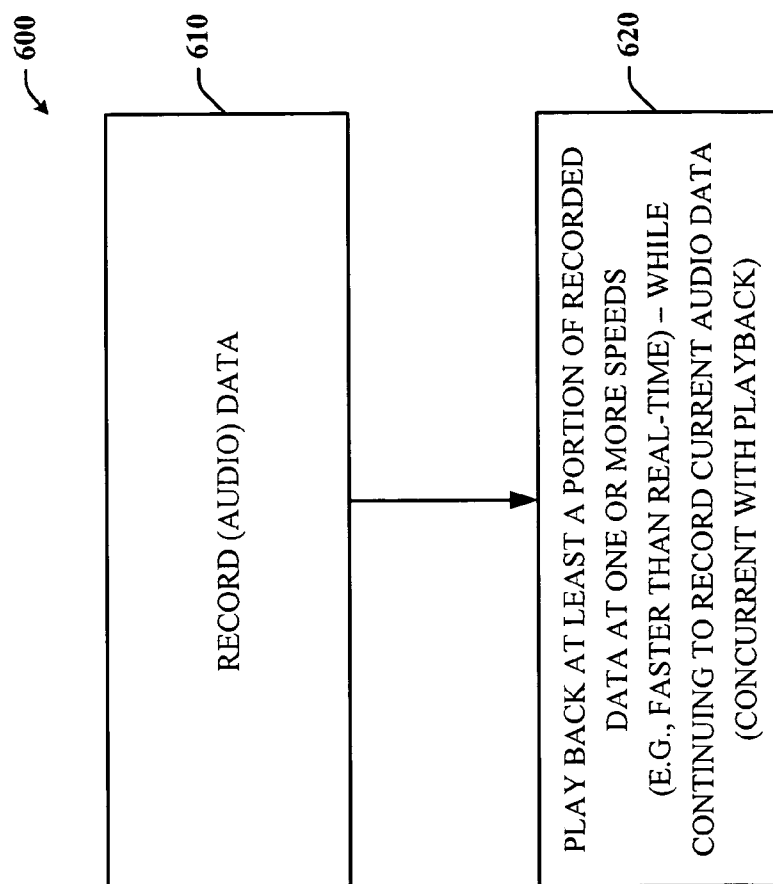 600
610
RECORD (AUDIO) DATA
620
PLAY BACK AT LEAST A PORTION OF RECORDED
DATA AT ONE OR MORE SPEEDS
(E.G., FASTER THAN REAL-TIME) – WHILE
CONTINUING TO RECORD CURRENT AUDIO DATA
(CONCURRENT WITH PLAYBACK)